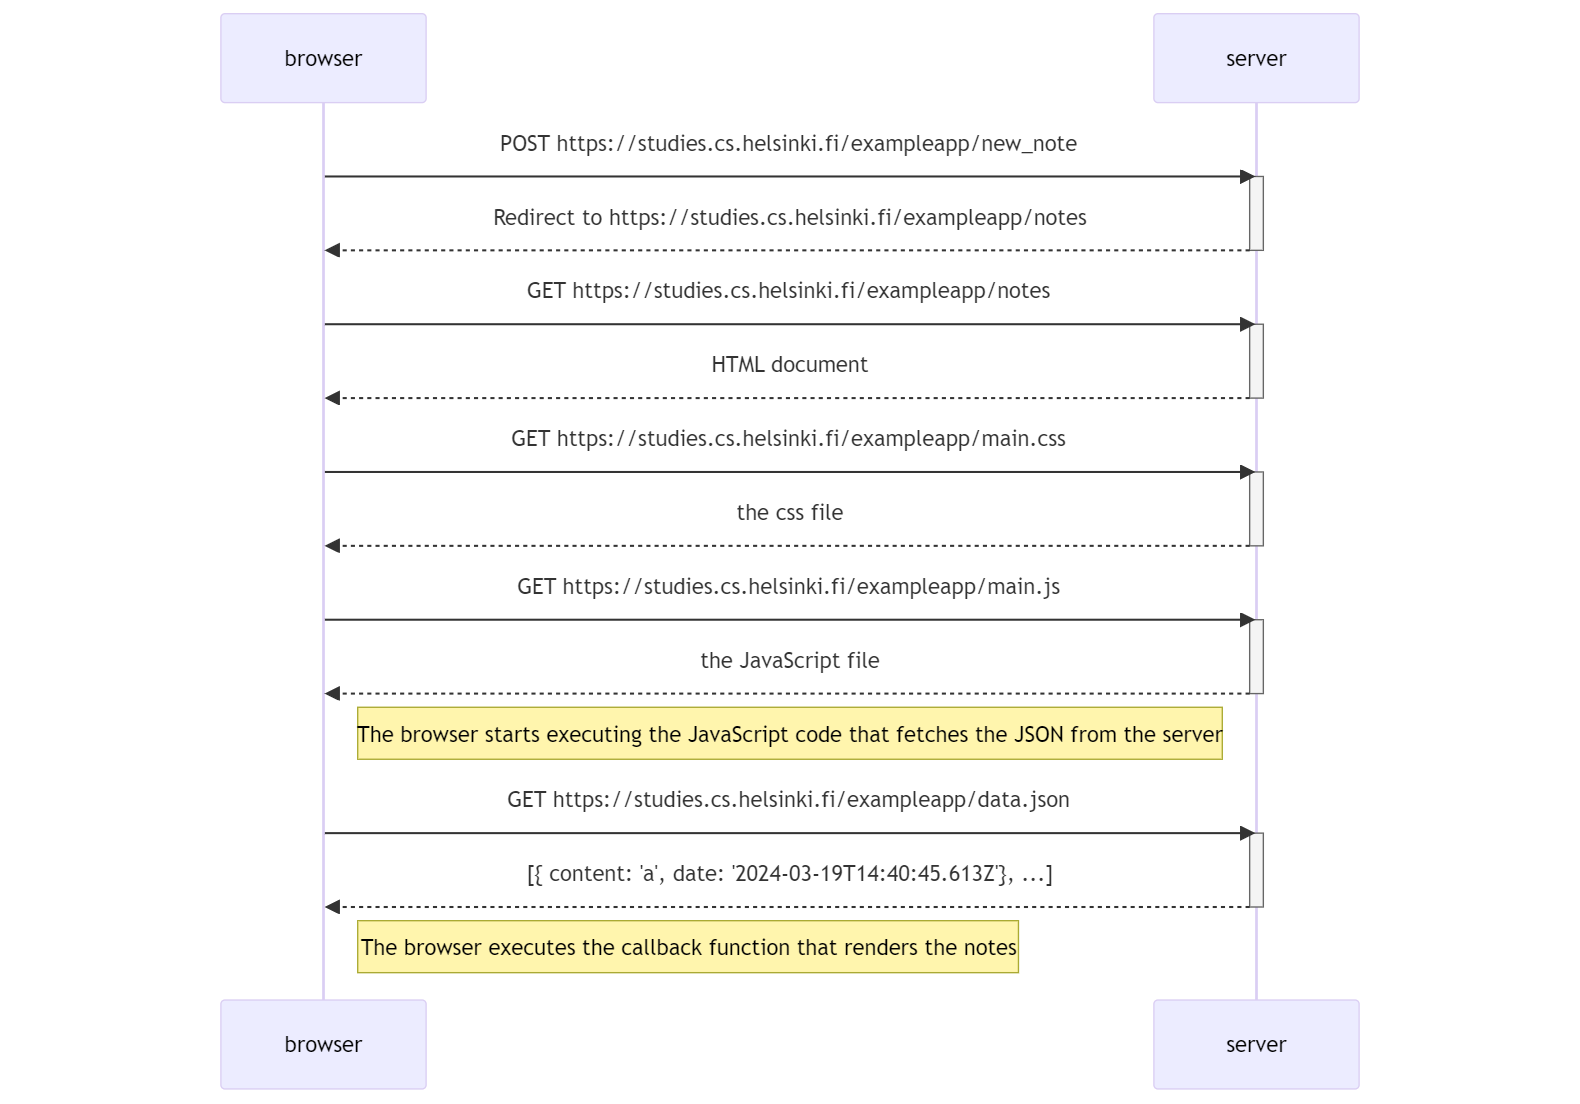 browser
server
POST https://studies.cs.helsinki.fi/exampleapp/new_note
Redirect to https://studies.cs.helsinki.fi/exampleapp/notes
GET https://studies.cs.helsinki.fi/exampleapp/notes
HTML document
GET https://studies.cs.helsinki.fi/exampleapp/main.css
the css file
GET https://studies.cs.helsinki.fi/exampleapp/main.js
the JavaScript file
The browser starts executing the JavaScript code that fetches the JSON from the server
GET https://studies.cs.helsinki.fi/exampleapp/data.json
[{ content: 'a', date: '2024-03-19T14:40:45.613Z'}, ...]
The browser executes the callback function that renders the notes
browser
server